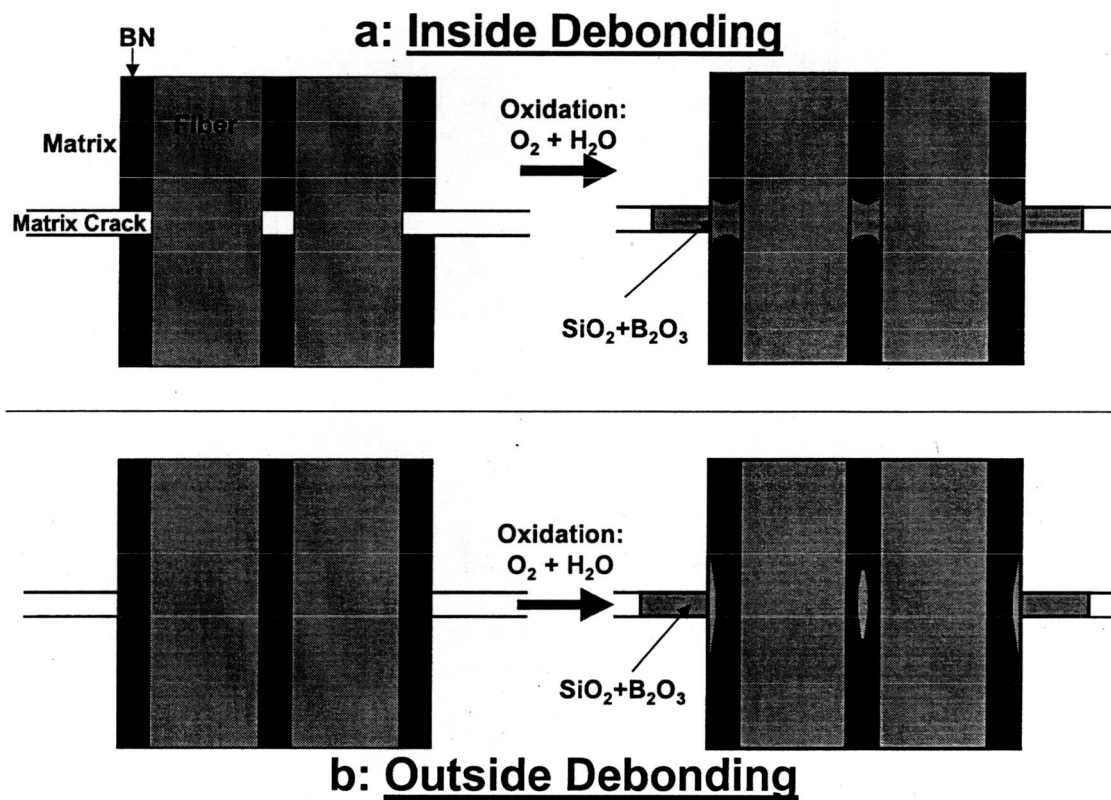 a: Inside Debonding
BN
Fiber
Matrix
Matrix Crack
Oxidation:
O₂ + H₂O
SiO₂+B₂O₃
Oxidation:
O₂ + H₂O
SiO₂+B₂O₃
b: Outside Debonding